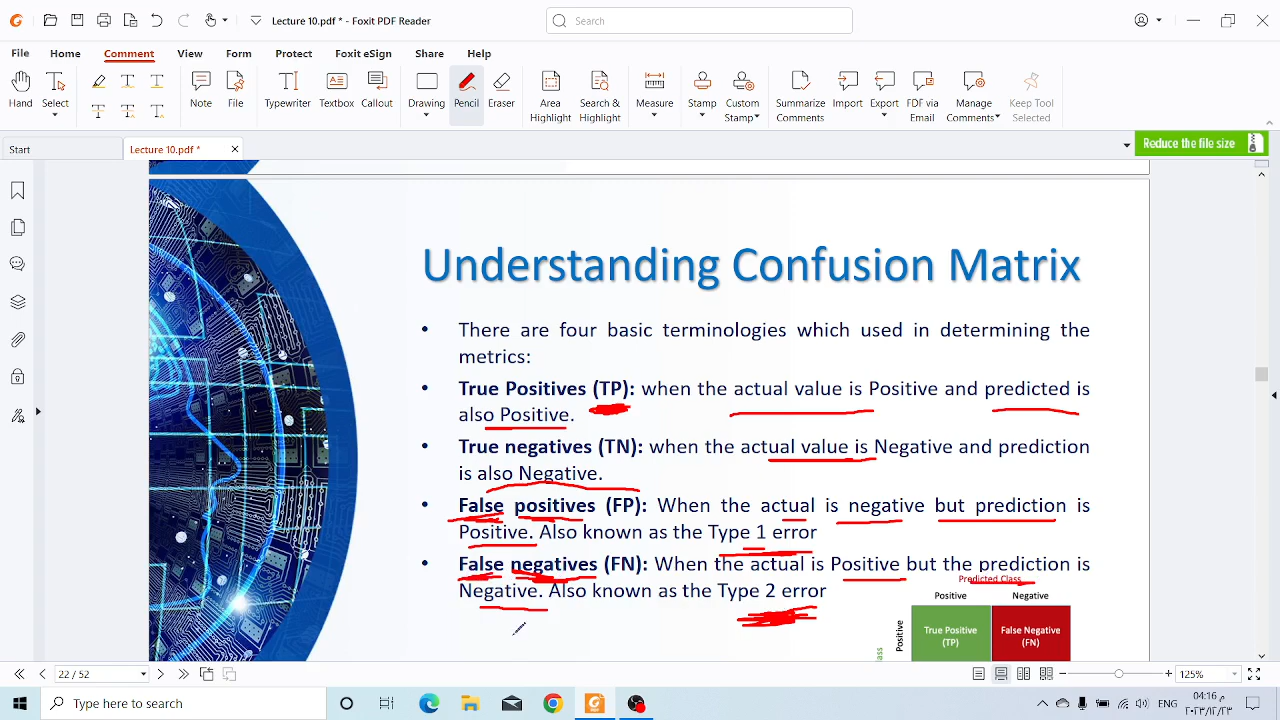 Lecture 10.pdf * - Foxit PDF Reader
Search
File Home Comment View Form Protect Foxit eSign Share Help
Hand Select Note File Typewriter Textbox Callout Drawing Pencil Eraser Area Highlight Search & Highlight Measure Stamp Custom Stamp Summarize Comments Import Export FDF via Email Manage Comments Keep Tool Selected
Start Lecture 10.pdf * Reduce the file size
Understanding Confusion Matrix
• There are four basic terminologies which used in determining the
metrics:
• True Positives (TP): when the actual value is Positive and predicted is
also Positive.
• True negatives (TN): when the actual value is Negative and prediction
is also Negative.
• False positives (FP): When the actual is negative but prediction is
Positive. Also known as the Type 1 error
• False negatives (FN): When the actual is Positive but the prediction is
Negative. Also known as the Type 2 error
Predicted Class
Positive Negative
Positive
True Positive False Negative
(TP) (FN)
22 / 52 125%
Type here to search
04:16